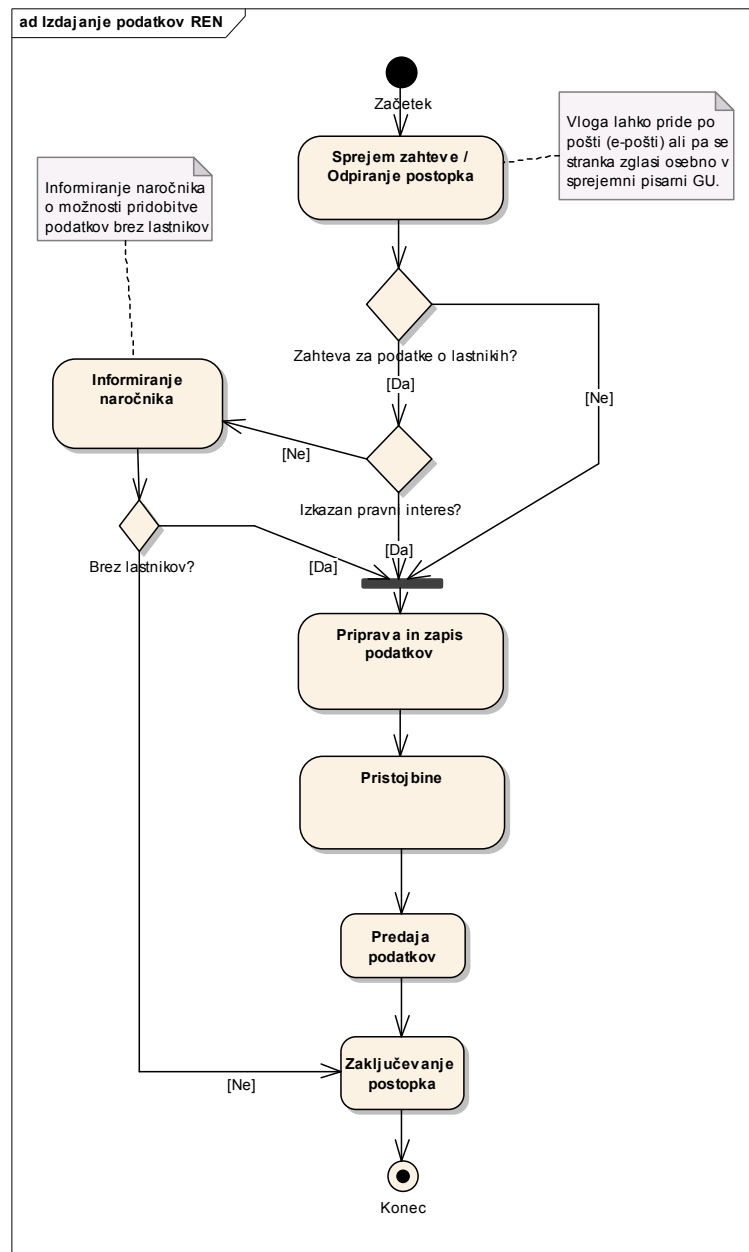 ad Izdajanje podatkov REN
Začetek
Vloga lahko pride po
pošti (e-pošti) ali pa se
stranka zglasi osebno v
sprejemni pisarni GU.
Sprejem zahteve /
Odpiranje postopka
Informiranje naročnika
o možnosti pridobitve
podatkov brez lastnikov
Zahteva za podatke o lastnikih?
[Da]
[Ne]
Informiranje
naročnika
[Ne]
Izkazan pravni interes?
[Da]
Brez lastnikov?
[Da]
Priprava in zapis
podatkov
Pristojbine
Predaja
podatkov
Zaključevanje
postopka
[Ne]
Konec